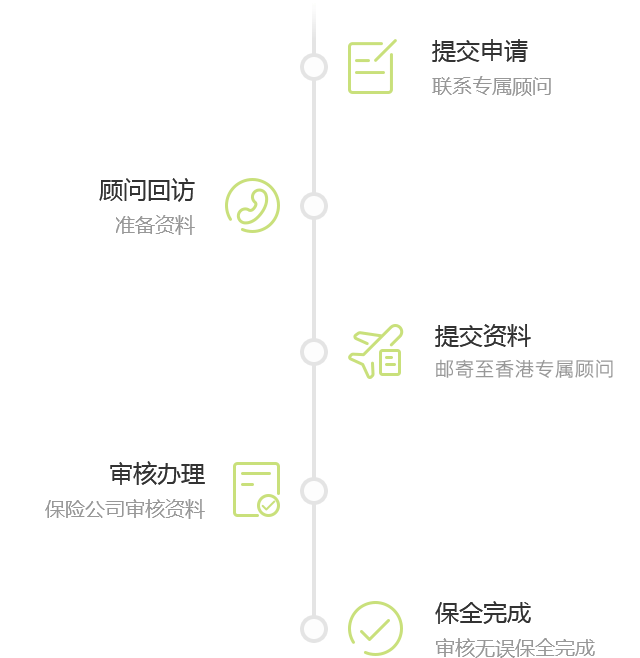 提交申请
联系专属顾问
顾问回访
准备资料
提交资料
邮寄至香港专属顾问
审核办理
保险公司审核资料
保全完成
审核无误保全完成